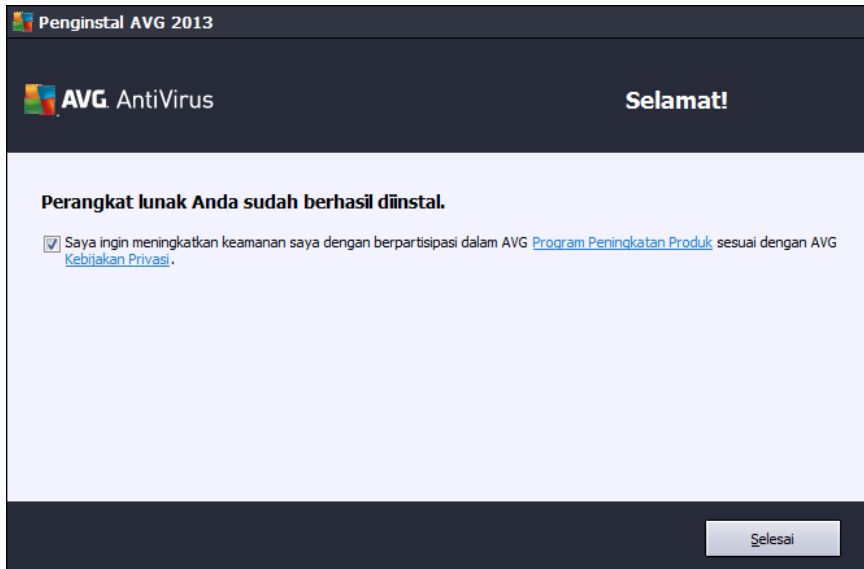 Penginstal AVG 2013
AVG. AntiVirus
Selamat!
Perangkat lunak Anda sudah berhasil diinstal.
Saya ingin meningkatkan keamanan saya dengan berpartisipasi dalam AVG Program Peningkatan Produk sesuai dengan AVG
Kebijakan Privasi.
Selesai